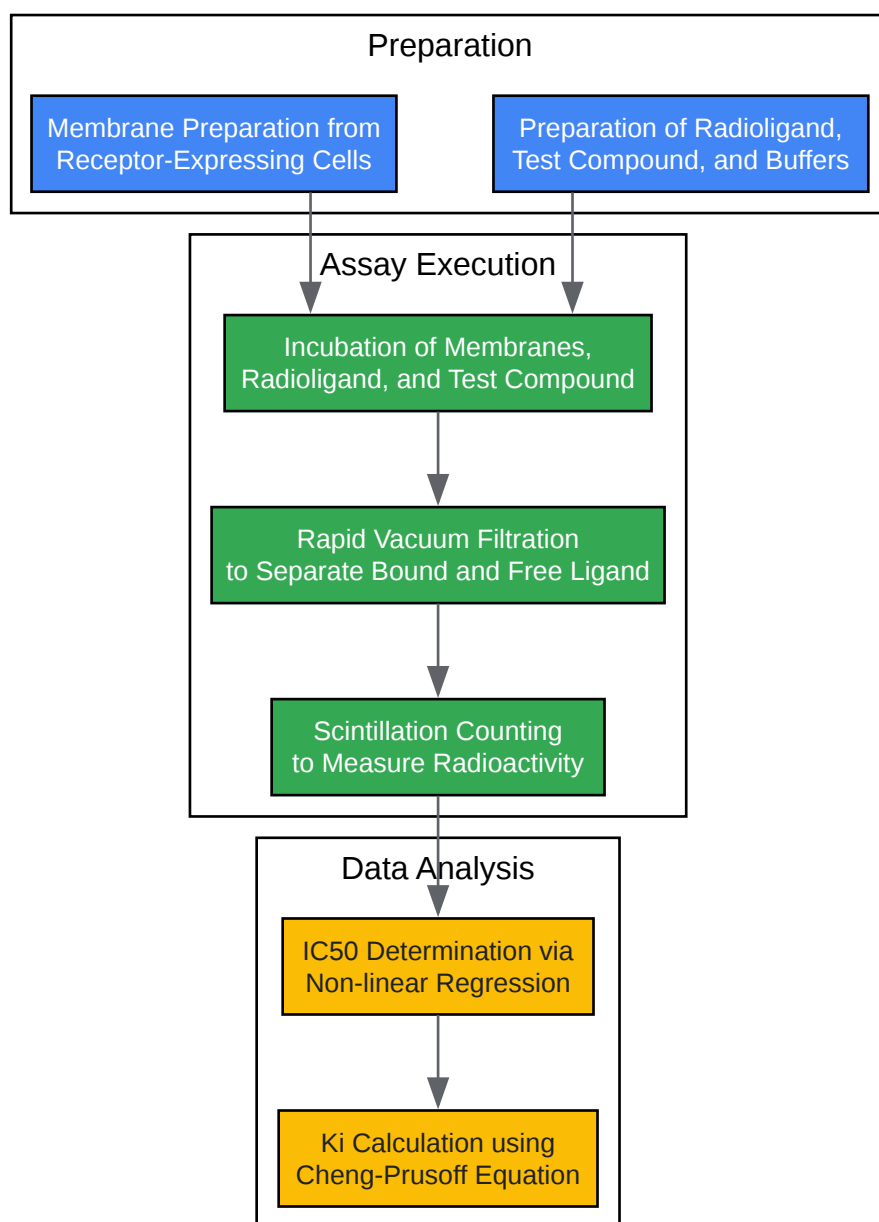 Preparation
Membrane Preparation from
Receptor-Expressing Cells
Preparation of Radioligand,
Test Compound, and Buffers
Assay Execution
Incubation of Membranes,
Radioligand, and Test Compound
Rapid Vacuum Filtration
to Separate Bound and Free Ligand
Scintillation Counting
to Measure Radioactivity
Data Analysis
IC50 Determination via
Non-linear Regression
Ki Calculation using
Cheng-Prusoff Equation